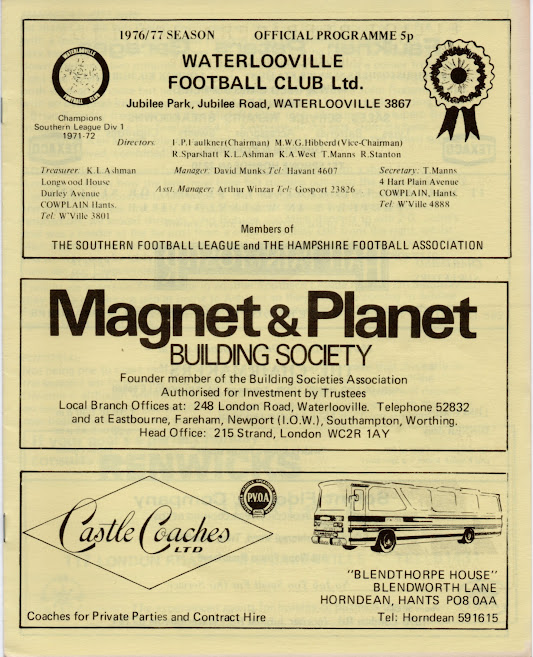 1976/77 SEASON OFFICIAL PROGRAMME 5p
WATERLOOVILLE
FOOTBALL CLUB
WATERLOOVILLE
FOOTBALL CLUB Ltd.
Jubilee Park, Jubilee Road, WATERLOOVILLE 3867
Champions
Southern League Div 1
1971-72
Directors: F.P.Faulkner(Chairman) M.W.G.Hibberd(Vice-Chairman)
R.Sparshatt K.L.Ashman K.A.West T.Manns R.Stanton
Treasurer: K.L.Ashman
Longwood House
Durley Avenue
COWPLAIN, Hants.
Tel: W'Ville 3801
Manager: David Munks Tel: Havant 4607
Asst. Manager: Arthur Winzar Tel: Gosport 23826
Secretary: T.Manns
4 Hart Plain Avenue
COWPLAIN, Hants.
Tel: W'Ville 4888
Members of
THE SOUTHERN FOOTBALL LEAGUE and THE HAMPSHIRE FOOTBALL ASSOCIATION
Magnet & Planet
BUILDING SOCIETY
Founder member of the Building Societies Association
Authorised for Investment by Trustees
Local Branch Offices at: 248 London Road, Waterlooville. Telephone 52832
and at Eastbourne, Fareham, Newport (I.O.W.), Southampton, Worthing.
Head Office: 215 Strand, London WC2R 1AY
Castle Coaches
LTD
PVOA
"BLENDTHORPE HOUSE"
BLENDWORTH LANE
HORNDEAN, HANTS PO8 0AA
Coaches for Private Parties and Contract Hire
Tel: Horndean 591615